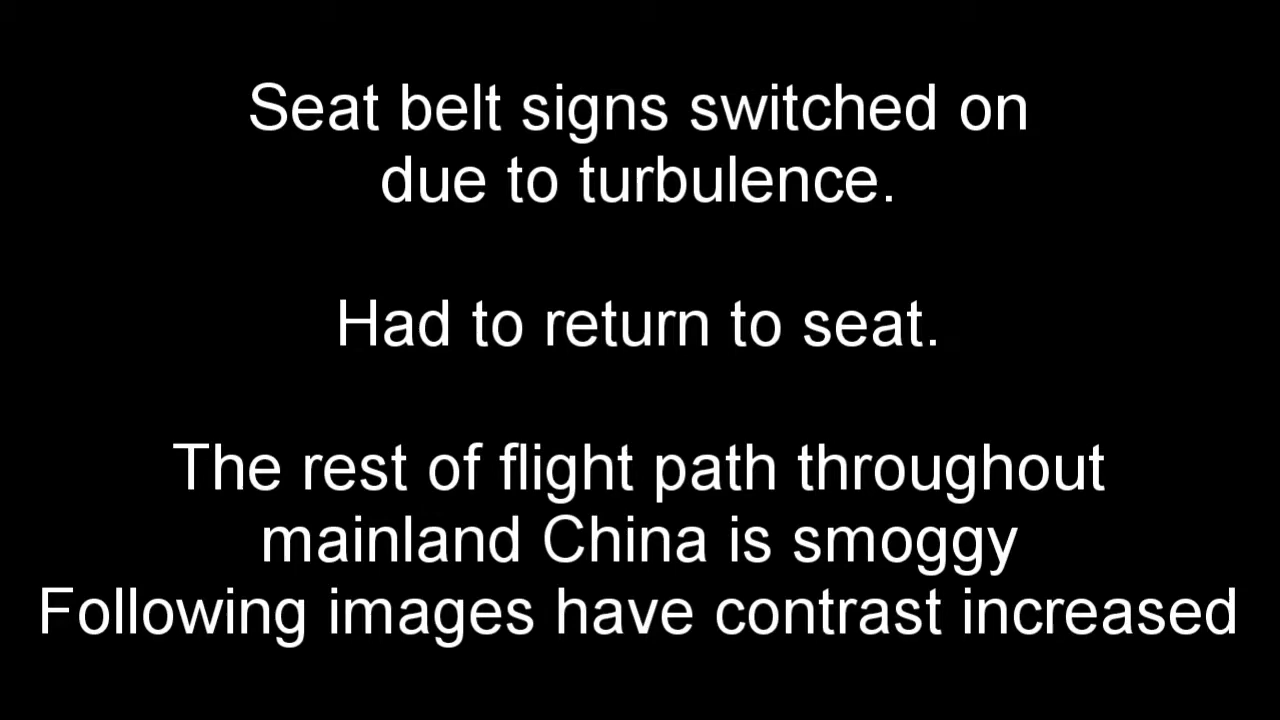 Seat belt signs switched on
due to turbulence.
Had to return to seat.
The rest of flight path throughout
mainland China is smoggy
Following images have contrast increased